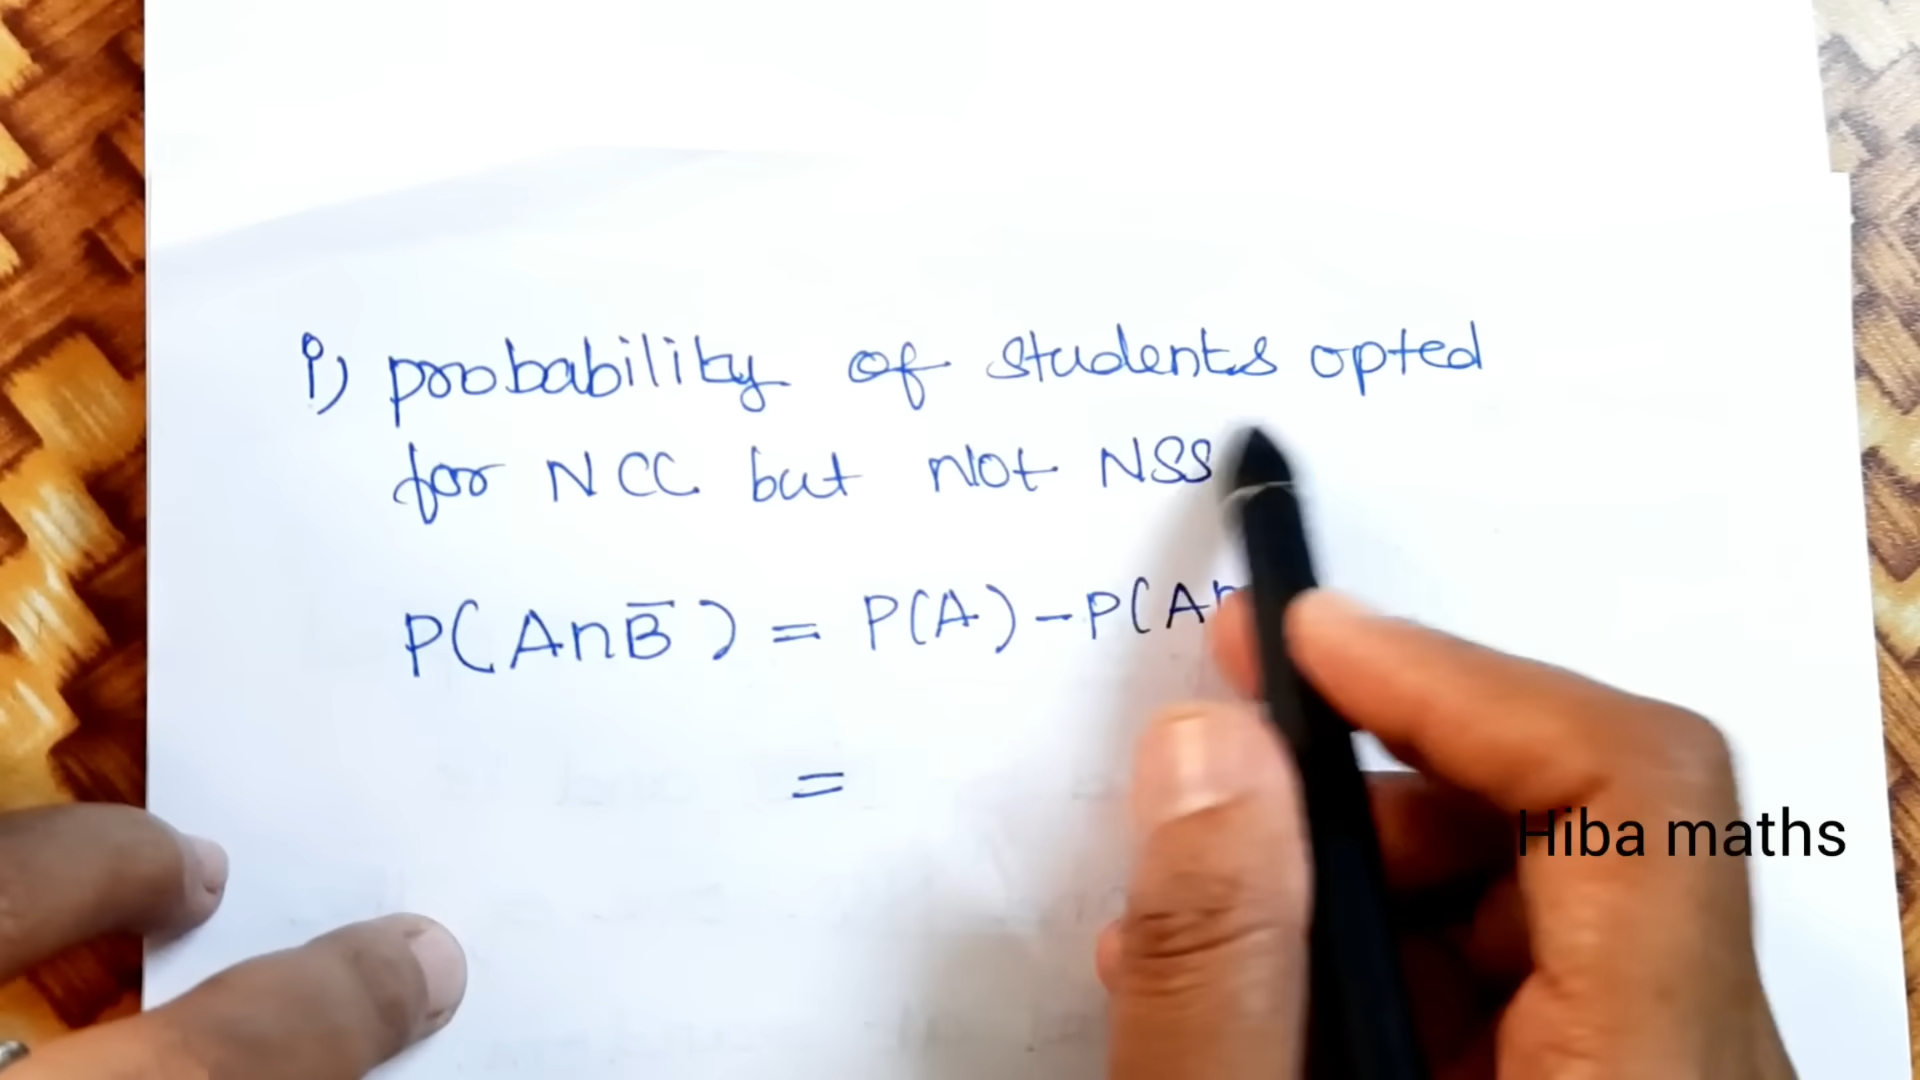 i) probability of students opted
for NCC but not NSS
P(A∩B̅) = P(A) - P(A∩
=
Hiba maths